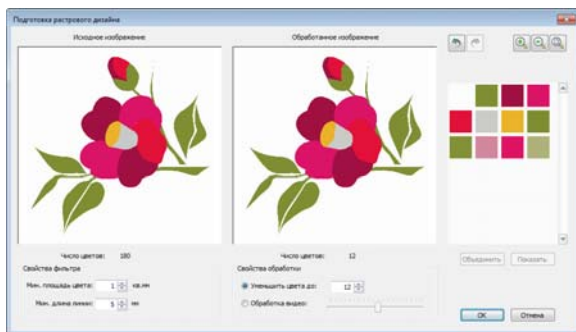 Подготовка растрового дизайна
Исходное изображение
Обработанное изображение
Число цветов: 180
Число цветов: 12
Свойства фильтра
Мин. площадь цвета: 1 кв.мм
Мин. длина линии: 5 мм
Свойства обработки
Уменьшить цвета до: 12
Обработка видео:
Объединить
Показать
ОК
Отмена